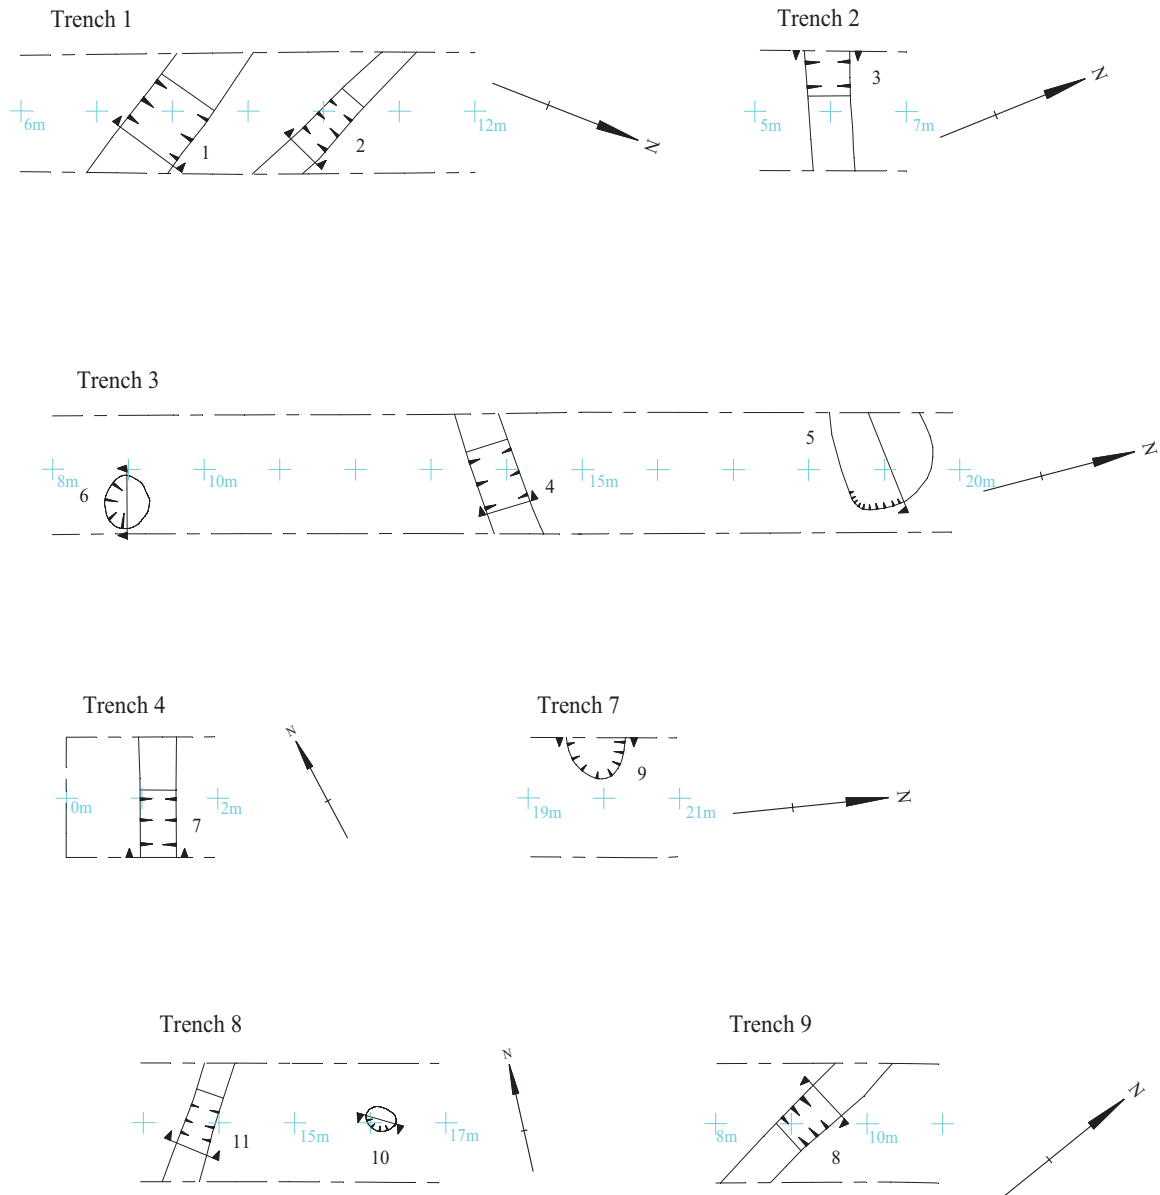 Trench 1
6m
12m
1
2
N
Trench 2
3
5m
7m
N
Trench 3
8m
10m
15m
20m
6
4
5
N
Trench 4
0m
2m
7
N
Trench 7
19m
21m
9
N
Trench 8
15m
17m
11
10
N
Trench 9
8m
10m
8
N